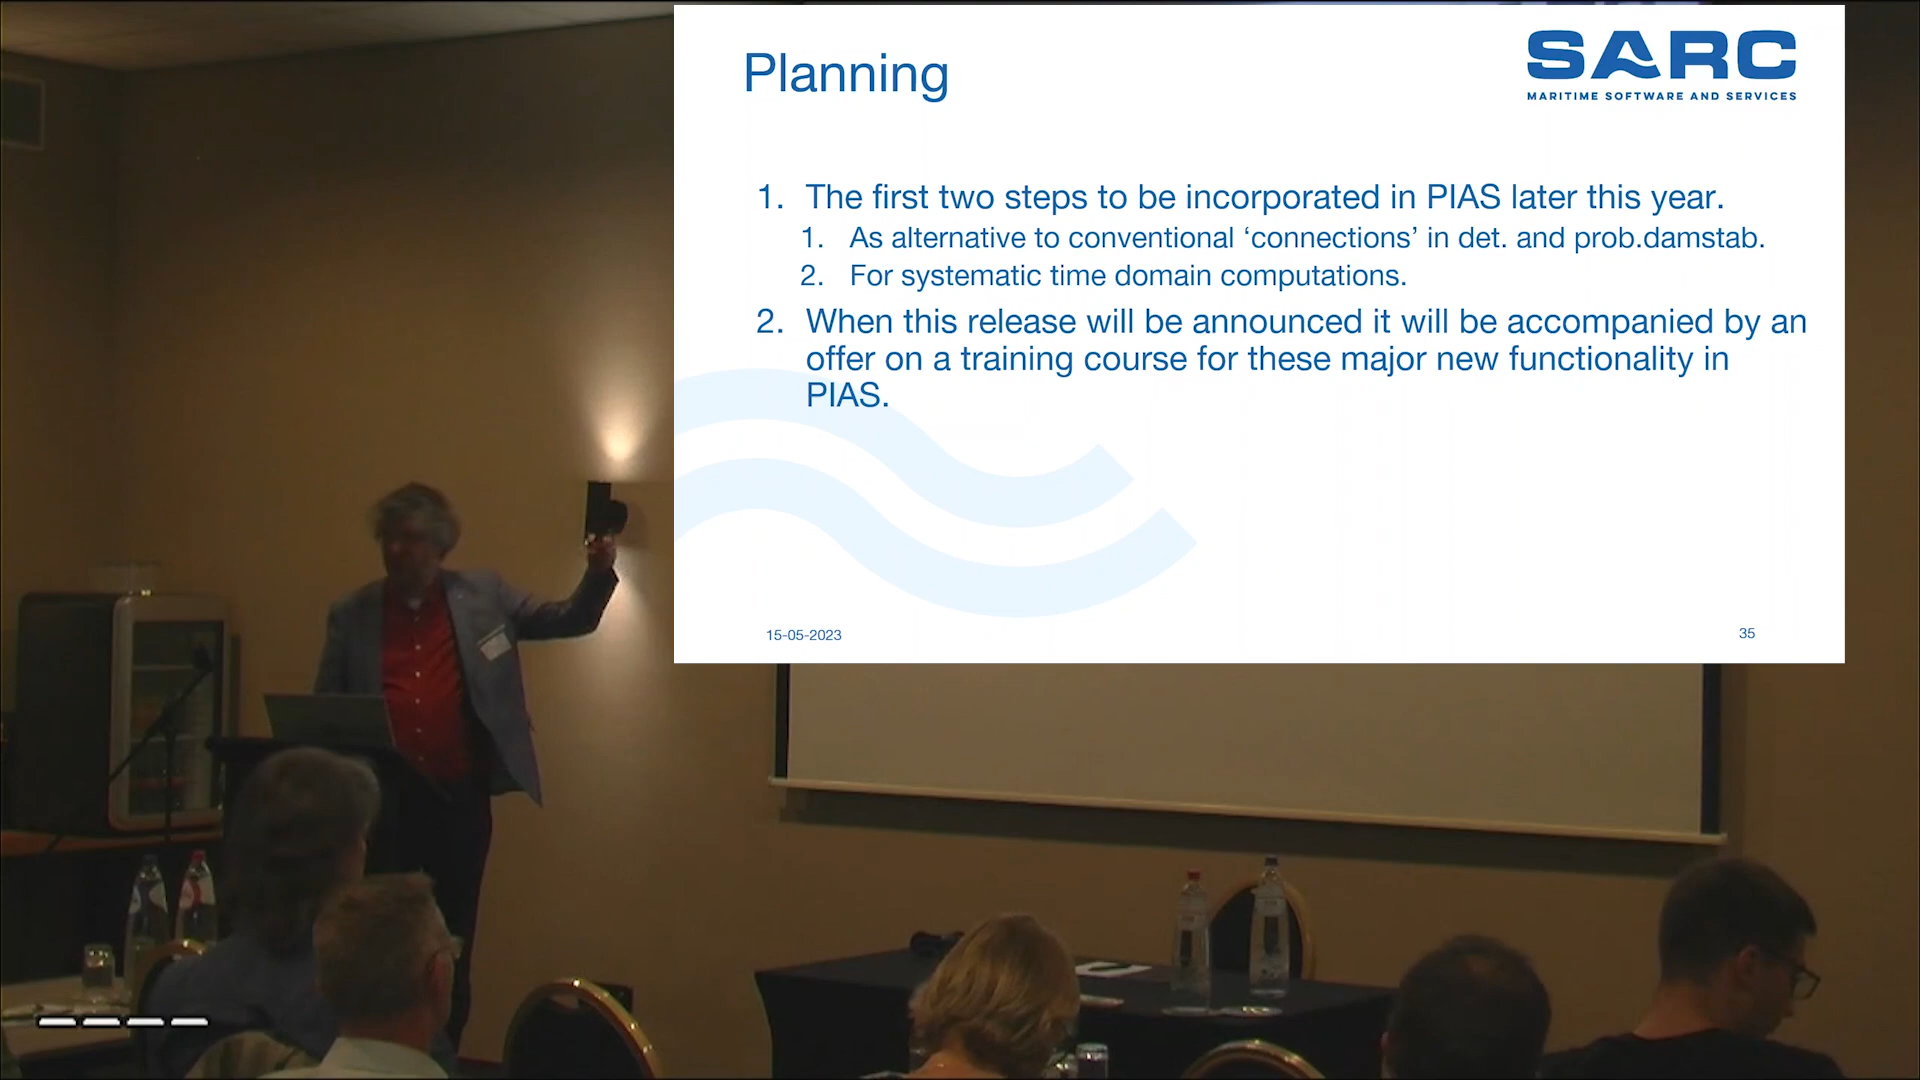 Planning
SARC
MARITIME SOFTWARE AND SERVICES
1. The first two steps to be incorporated in PIAS later this year.
1. As alternative to conventional ‘connections’ in det. and prob.damstab.
2. For systematic time domain computations.
2. When this release will be announced it will be accompanied by an
offer on a training course for these major new functionality in
PIAS.
15-05-2023
35